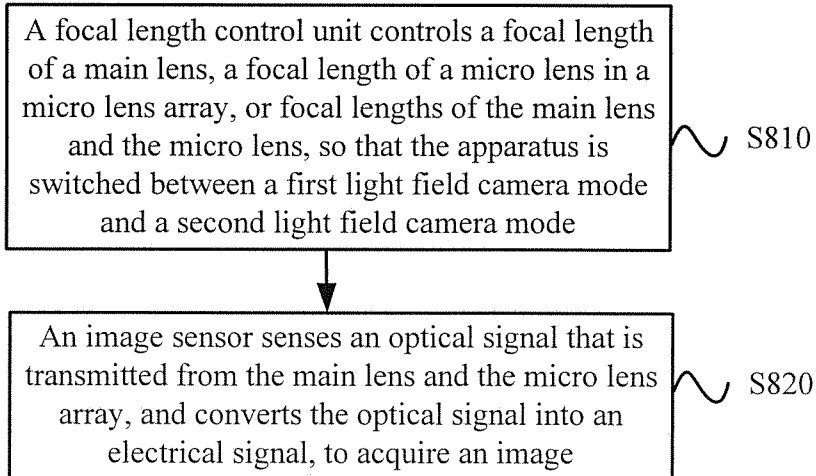 A focal length control unit controls a focal length
of a main lens, a focal length of a micro lens in a
micro lens array, or focal lengths of the main lens
and the micro lens, so that the apparatus is
switched between a first light field camera mode
and a second light field camera mode
S810
An image sensor senses an optical signal that is
transmitted from the main lens and the micro lens
array, and converts the optical signal into an
electrical signal, to acquire an image
S820